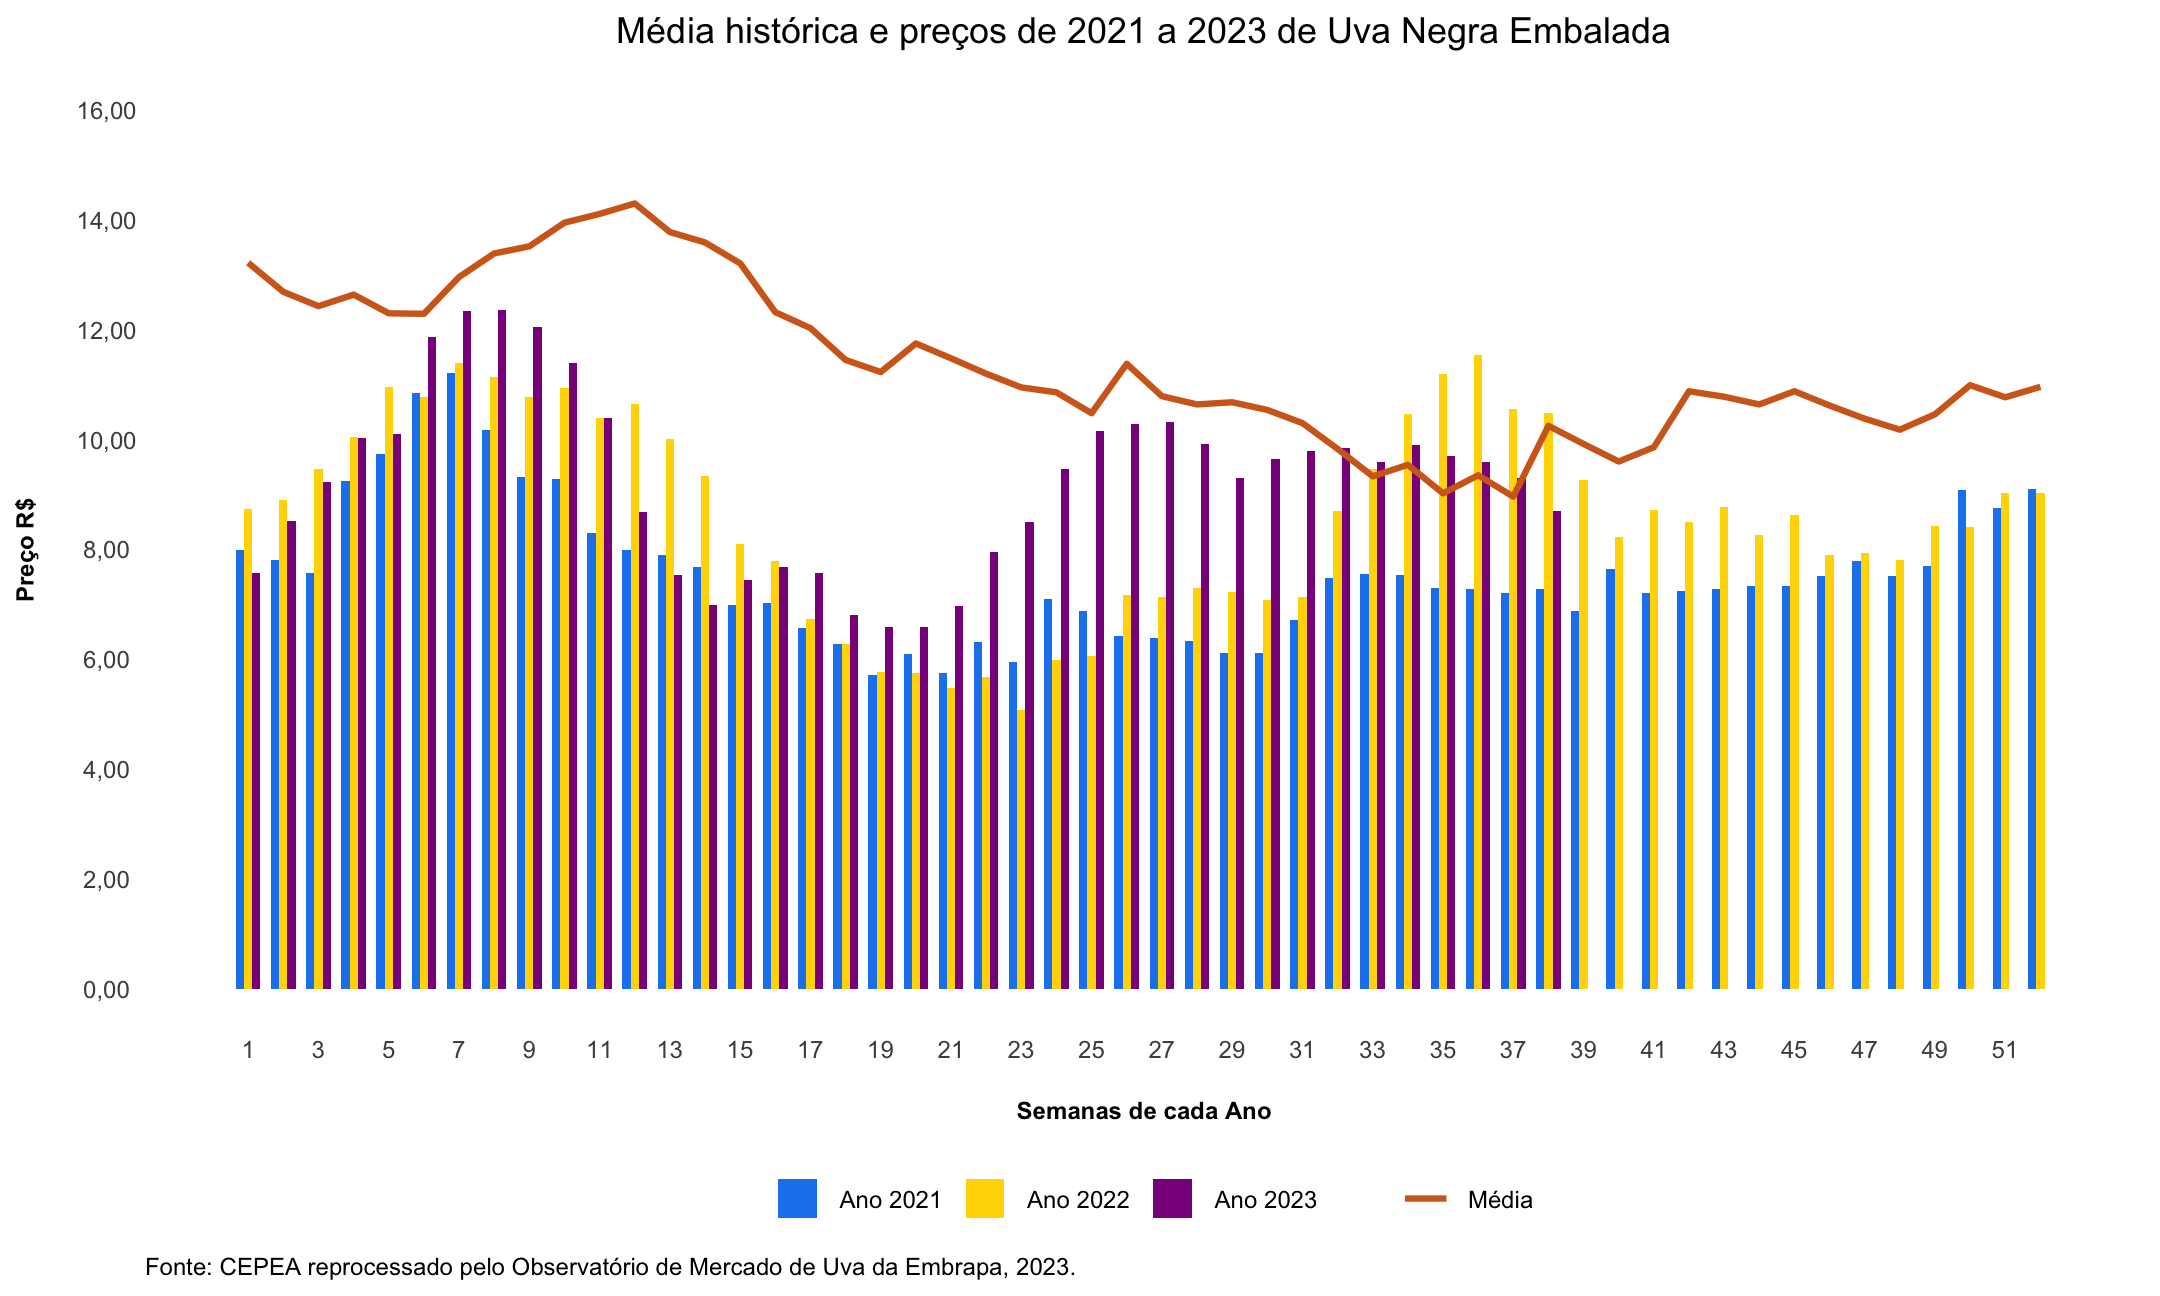 Média histórica e preços de 2021 a 2023 de Uva Negra Embalada
16,00
14,00
12,00
10,00
8,00
6,00
4,00
2,00
0,00
Preço R$
1 3 5 7 9 11 13 15 17 19 21 23 25 27 29 31 33 35 37 39 41 43 45 47 49 51
Semanas de cada Ano
Ano 2021 Ano 2022 Ano 2023 Média
Fonte: CEPEA reprocessado pelo Observatório de Mercado de Uva da Embrapa, 2023.